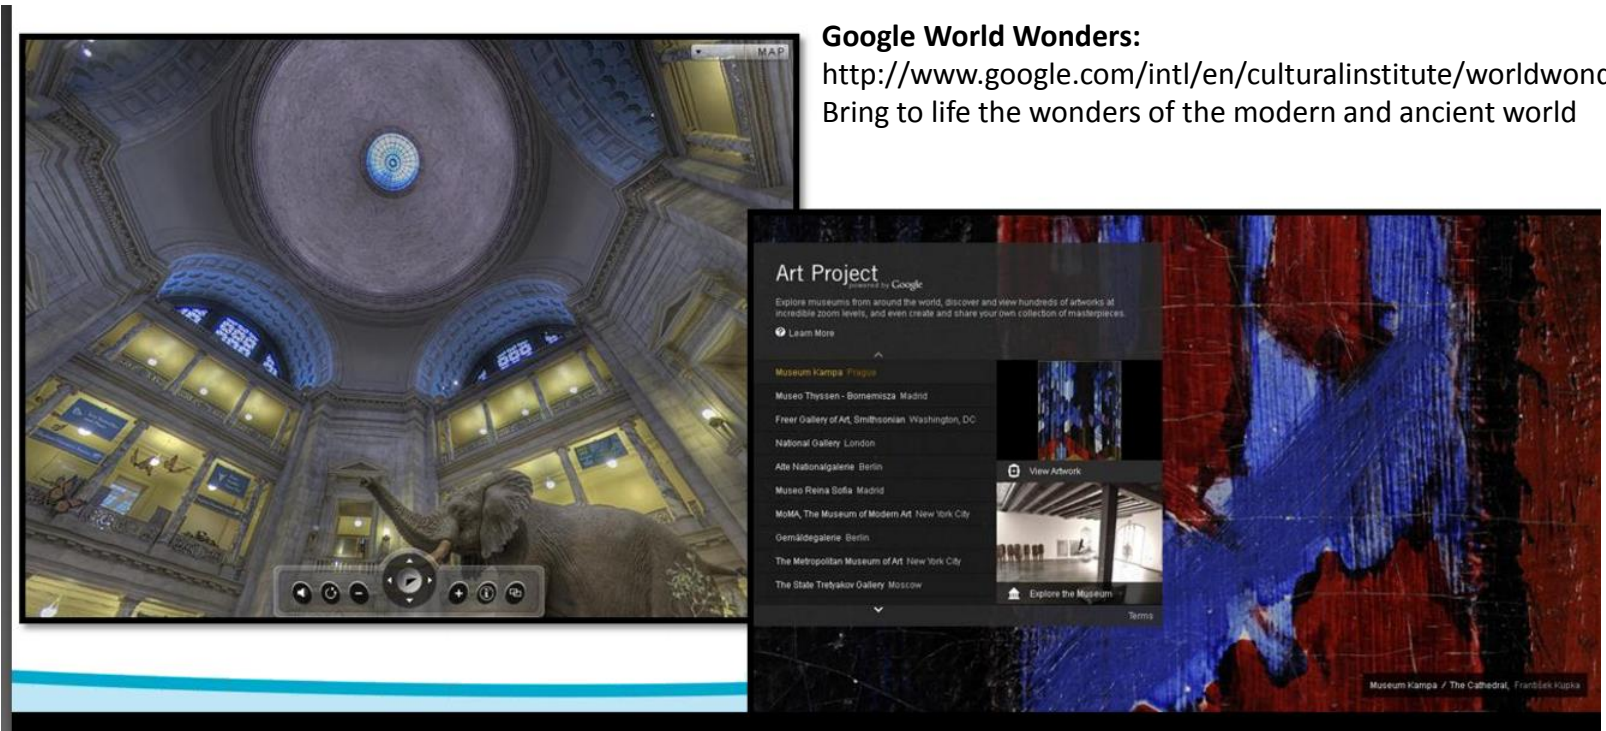 MAP
Google World Wonders:
http://www.google.com/intl/en/culturalinstitute/worldwond
Bring to life the wonders of the modern and ancient world
Art Project
powered by Google
Explore museums from around the world, discover and view hundreds of artworks at
incredible zoom levels, and even create and share your own collection of masterpieces.
Learn More
Museum Kampa Prague
Museo Thyssen - Bornemisza Madrid
Freer Gallery of Art, Smithsonian Washington, DC
National Gallery London
Alte Nationalgalerie Berlin
Museo Reina Sofia Madrid
MoMA, The Museum of Modern Art New York City
Gemäldegalerie Berlin
The Metropolitan Museum of Art New York City
The State Tretyakov Gallery Moscow
View Artwork
Explore the Museum
Terms
Museum Kampa / The Cathedral, František Kupka